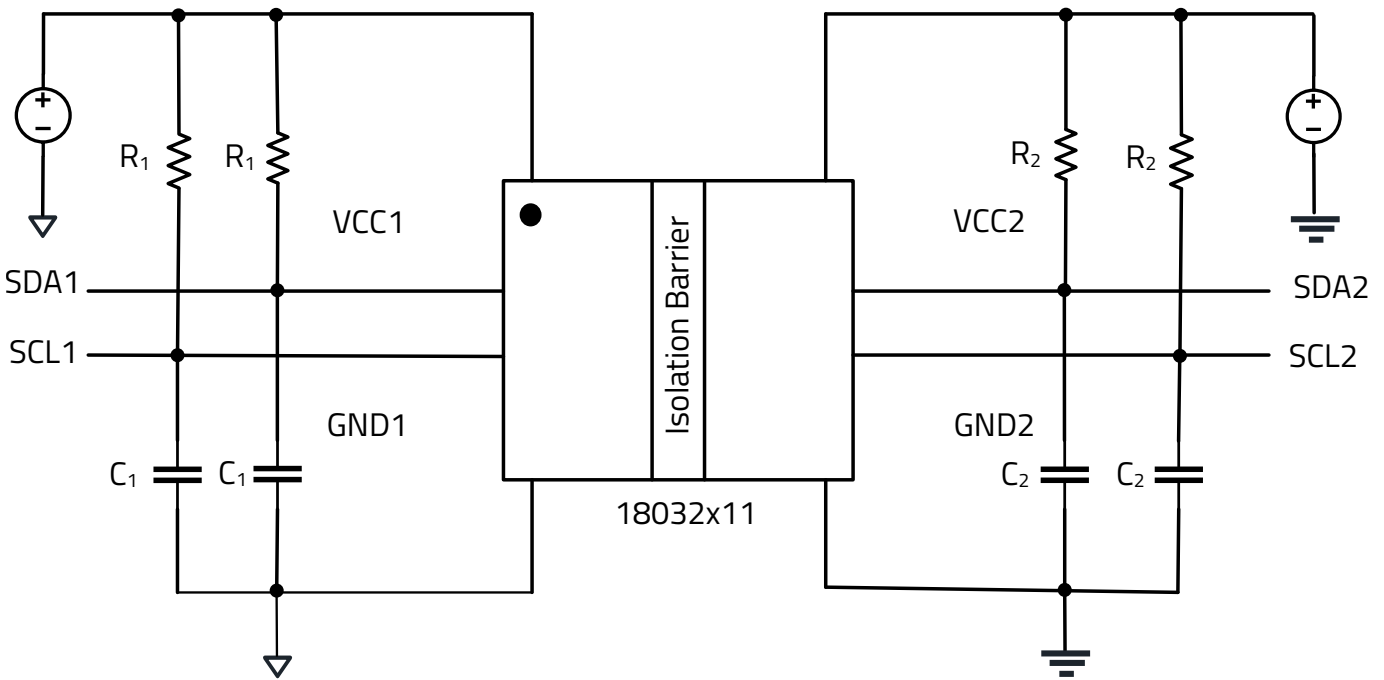 R₁
R₁
R₂
R₂
VCC1
VCC2
SDA1
SDA2
SCL1
SCL2
Isolation Barrier
GND1
GND2
C₁
C₁
C₂
C₂
18032x11